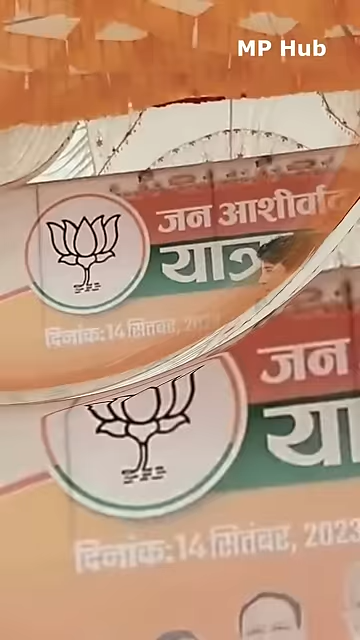 MP Hub
जन आशीर्वाद
यात्रा
दिनांक: 14 सितंबर, 2023
जन
या
दिनांक: 14 सितंबर, 2023